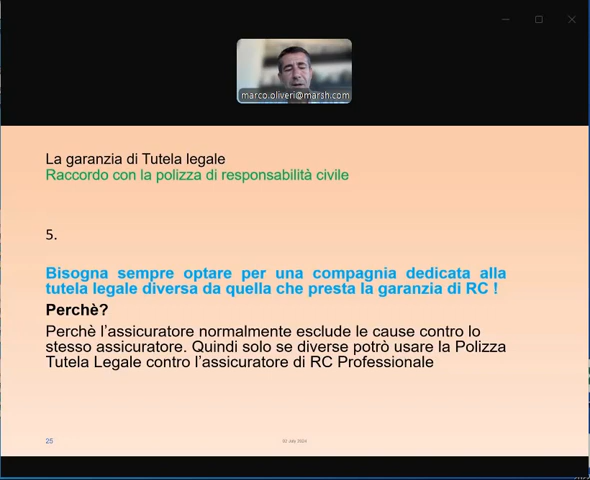 marco.oliveri@marsh.com
La garanzia di Tutela legale
Raccordo con la polizza di responsabilità civile
5.
Bisogna sempre optare per una compagnia dedicata alla
tutela legale diversa da quella che presta la garanzia di RC !
Perchè?
Perchè l’assicuratore normalmente esclude le cause contro lo
stesso assicuratore. Quindi solo se diverse potrò usare la Polizza
Tutela Legale contro l’assicuratore di RC Professionale
25